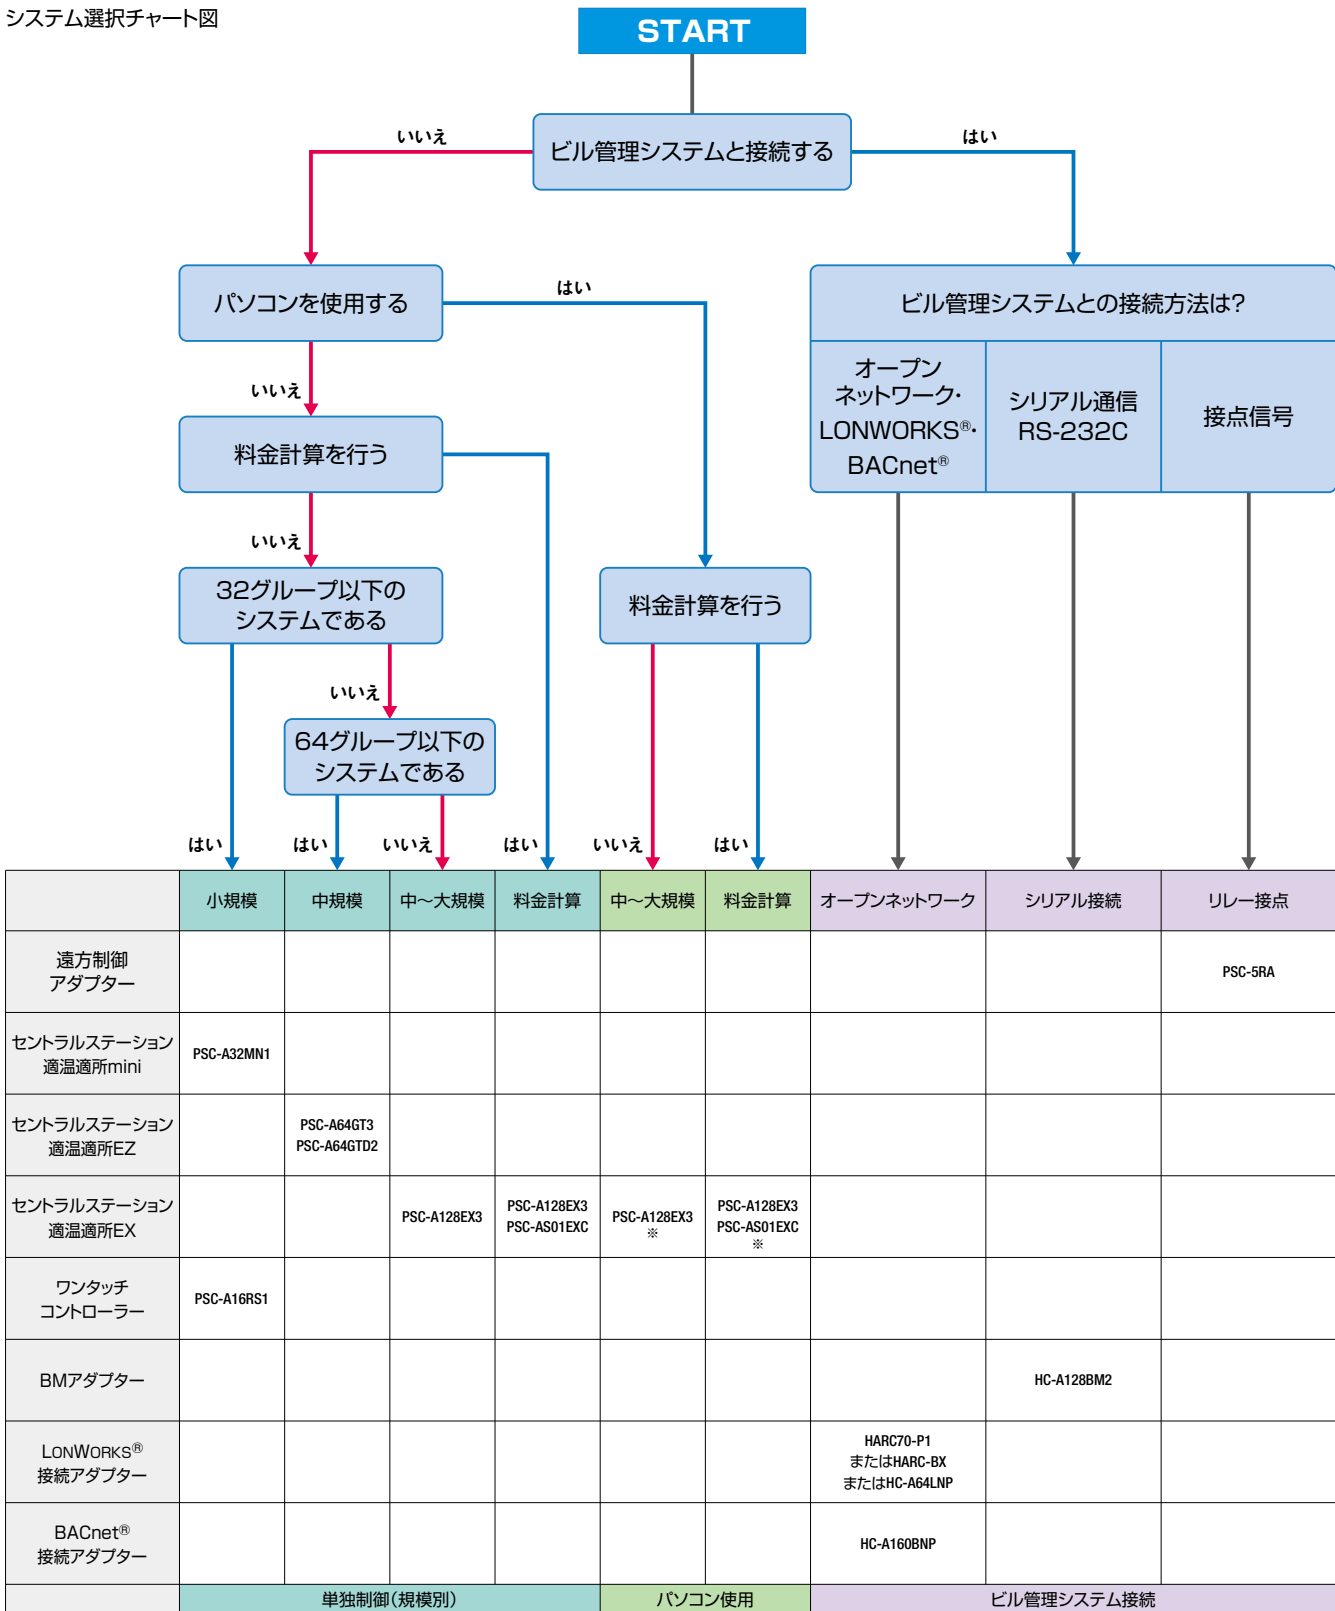 システム選択チャート図
START
いいえ
ビル管理システムと接続する
はい
パソコンを使用する
はい
ビル管理システムとの接続方法は?
オープン
ネットワーク・
LONWORKS®・
BACnet®
シリアル通信
RS-232C
接点信号
いいえ
料金計算を行う
いいえ
32グループ以下の
システムである
料金計算を行う
いいえ
64グループ以下の
システムである
はい
はい
いいえ
はい
いいえ
はい
小規模
中規模
中〜大規模
料金計算
中〜大規模
料金計算
オープンネットワーク
シリアル接続
リレー接点
遠方制御
アダプター
PSC-5RA
セントラルステーション
適温適所mini
PSC-A32MN1
セントラルステーション
適温適所EZ
PSC-A64GT3
PSC-A64GTD2
セントラルステーション
適温適所EX
PSC-A128EX3
PSC-A128EX3
PSC-AS01EXC
PSC-A128EX3
※
PSC-A128EX3
PSC-AS01EXC
※
ワンタッチ
コントローラー
PSC-A16RS1
BMアダプター
HC-A128BM2
LONWORKS®
接続アダプター
HARC70-P1
またはHARC-BX
またはHC-A64LNP
BACnet®
接続アダプター
HC-A160BNP
単独制御(規模別)
パソコン使用
ビル管理システム接続